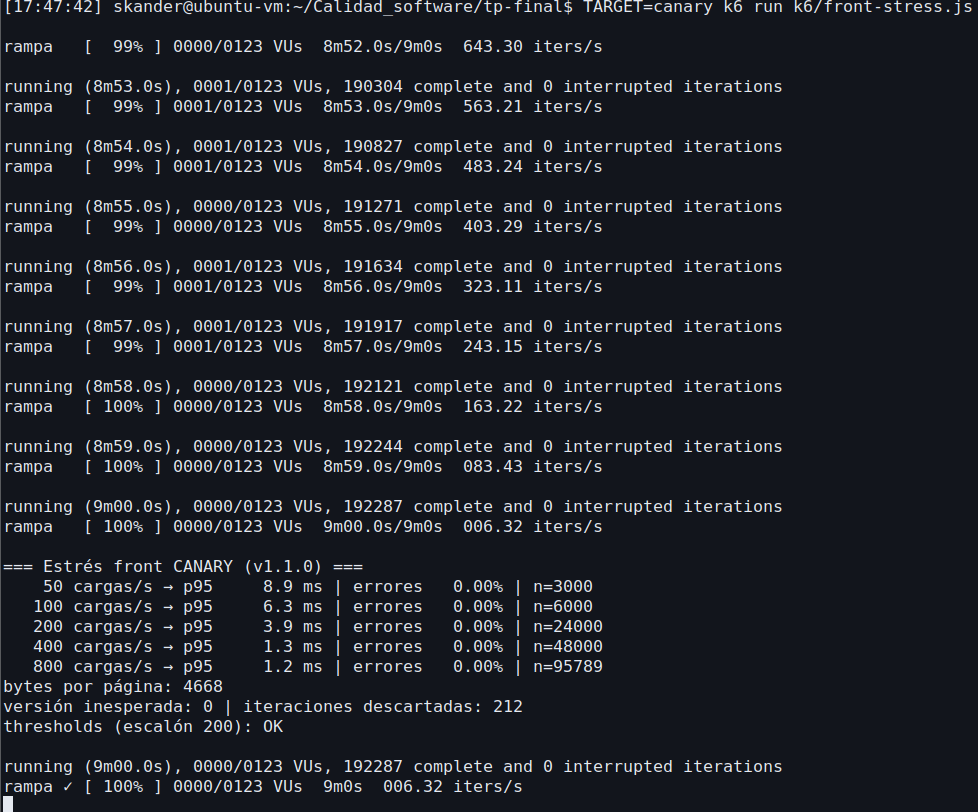 [17:47:42] skander@ubuntu-vm:~/Calidad_software/tp-final$ TARGET=canary k6 run k6/front-stress.js
rampa   [  99% ] 0000/0123 VUs  8m52.0s/9m0s  643.30 iters/s
running (8m53.0s), 0001/0123 VUs, 190304 complete and 0 interrupted iterations
rampa   [  99% ] 0001/0123 VUs  8m53.0s/9m0s  563.21 iters/s
running (8m54.0s), 0001/0123 VUs, 190827 complete and 0 interrupted iterations
rampa   [  99% ] 0001/0123 VUs  8m54.0s/9m0s  483.24 iters/s
running (8m55.0s), 0000/0123 VUs, 191271 complete and 0 interrupted iterations
rampa   [  99% ] 0000/0123 VUs  8m55.0s/9m0s  403.29 iters/s
running (8m56.0s), 0001/0123 VUs, 191634 complete and 0 interrupted iterations
rampa   [  99% ] 0001/0123 VUs  8m56.0s/9m0s  323.11 iters/s
running (8m57.0s), 0001/0123 VUs, 191917 complete and 0 interrupted iterations
rampa   [  99% ] 0001/0123 VUs  8m57.0s/9m0s  243.15 iters/s
running (8m58.0s), 0000/0123 VUs, 192121 complete and 0 interrupted iterations
rampa   [ 100% ] 0000/0123 VUs  8m58.0s/9m0s  163.22 iters/s
running (8m59.0s), 0000/0123 VUs, 192244 complete and 0 interrupted iterations
rampa   [ 100% ] 0000/0123 VUs  8m59.0s/9m0s  083.43 iters/s
running (9m00.0s), 0000/0123 VUs, 192287 complete and 0 interrupted iterations
rampa   [ 100% ] 0000/0123 VUs  9m00.0s/9m0s  006.32 iters/s
=== Estrés front CANARY (v1.1.0) ===
    50 cargas/s → p95     8.9 ms | errores   0.00% | n=3000
   100 cargas/s → p95     6.3 ms | errores   0.00% | n=6000
   200 cargas/s → p95     3.9 ms | errores   0.00% | n=24000
   400 cargas/s → p95     1.3 ms | errores   0.00% | n=48000
   800 cargas/s → p95     1.2 ms | errores   0.00% | n=95789
bytes por página: 4668
versión inesperada: 0 | iteraciones descartadas: 212
thresholds (escalón 200): OK
running (9m00.0s), 0000/0123 VUs, 192287 complete and 0 interrupted iterations
rampa ✓ [ 100% ] 0000/0123 VUs  9m0s  006.32 iters/s